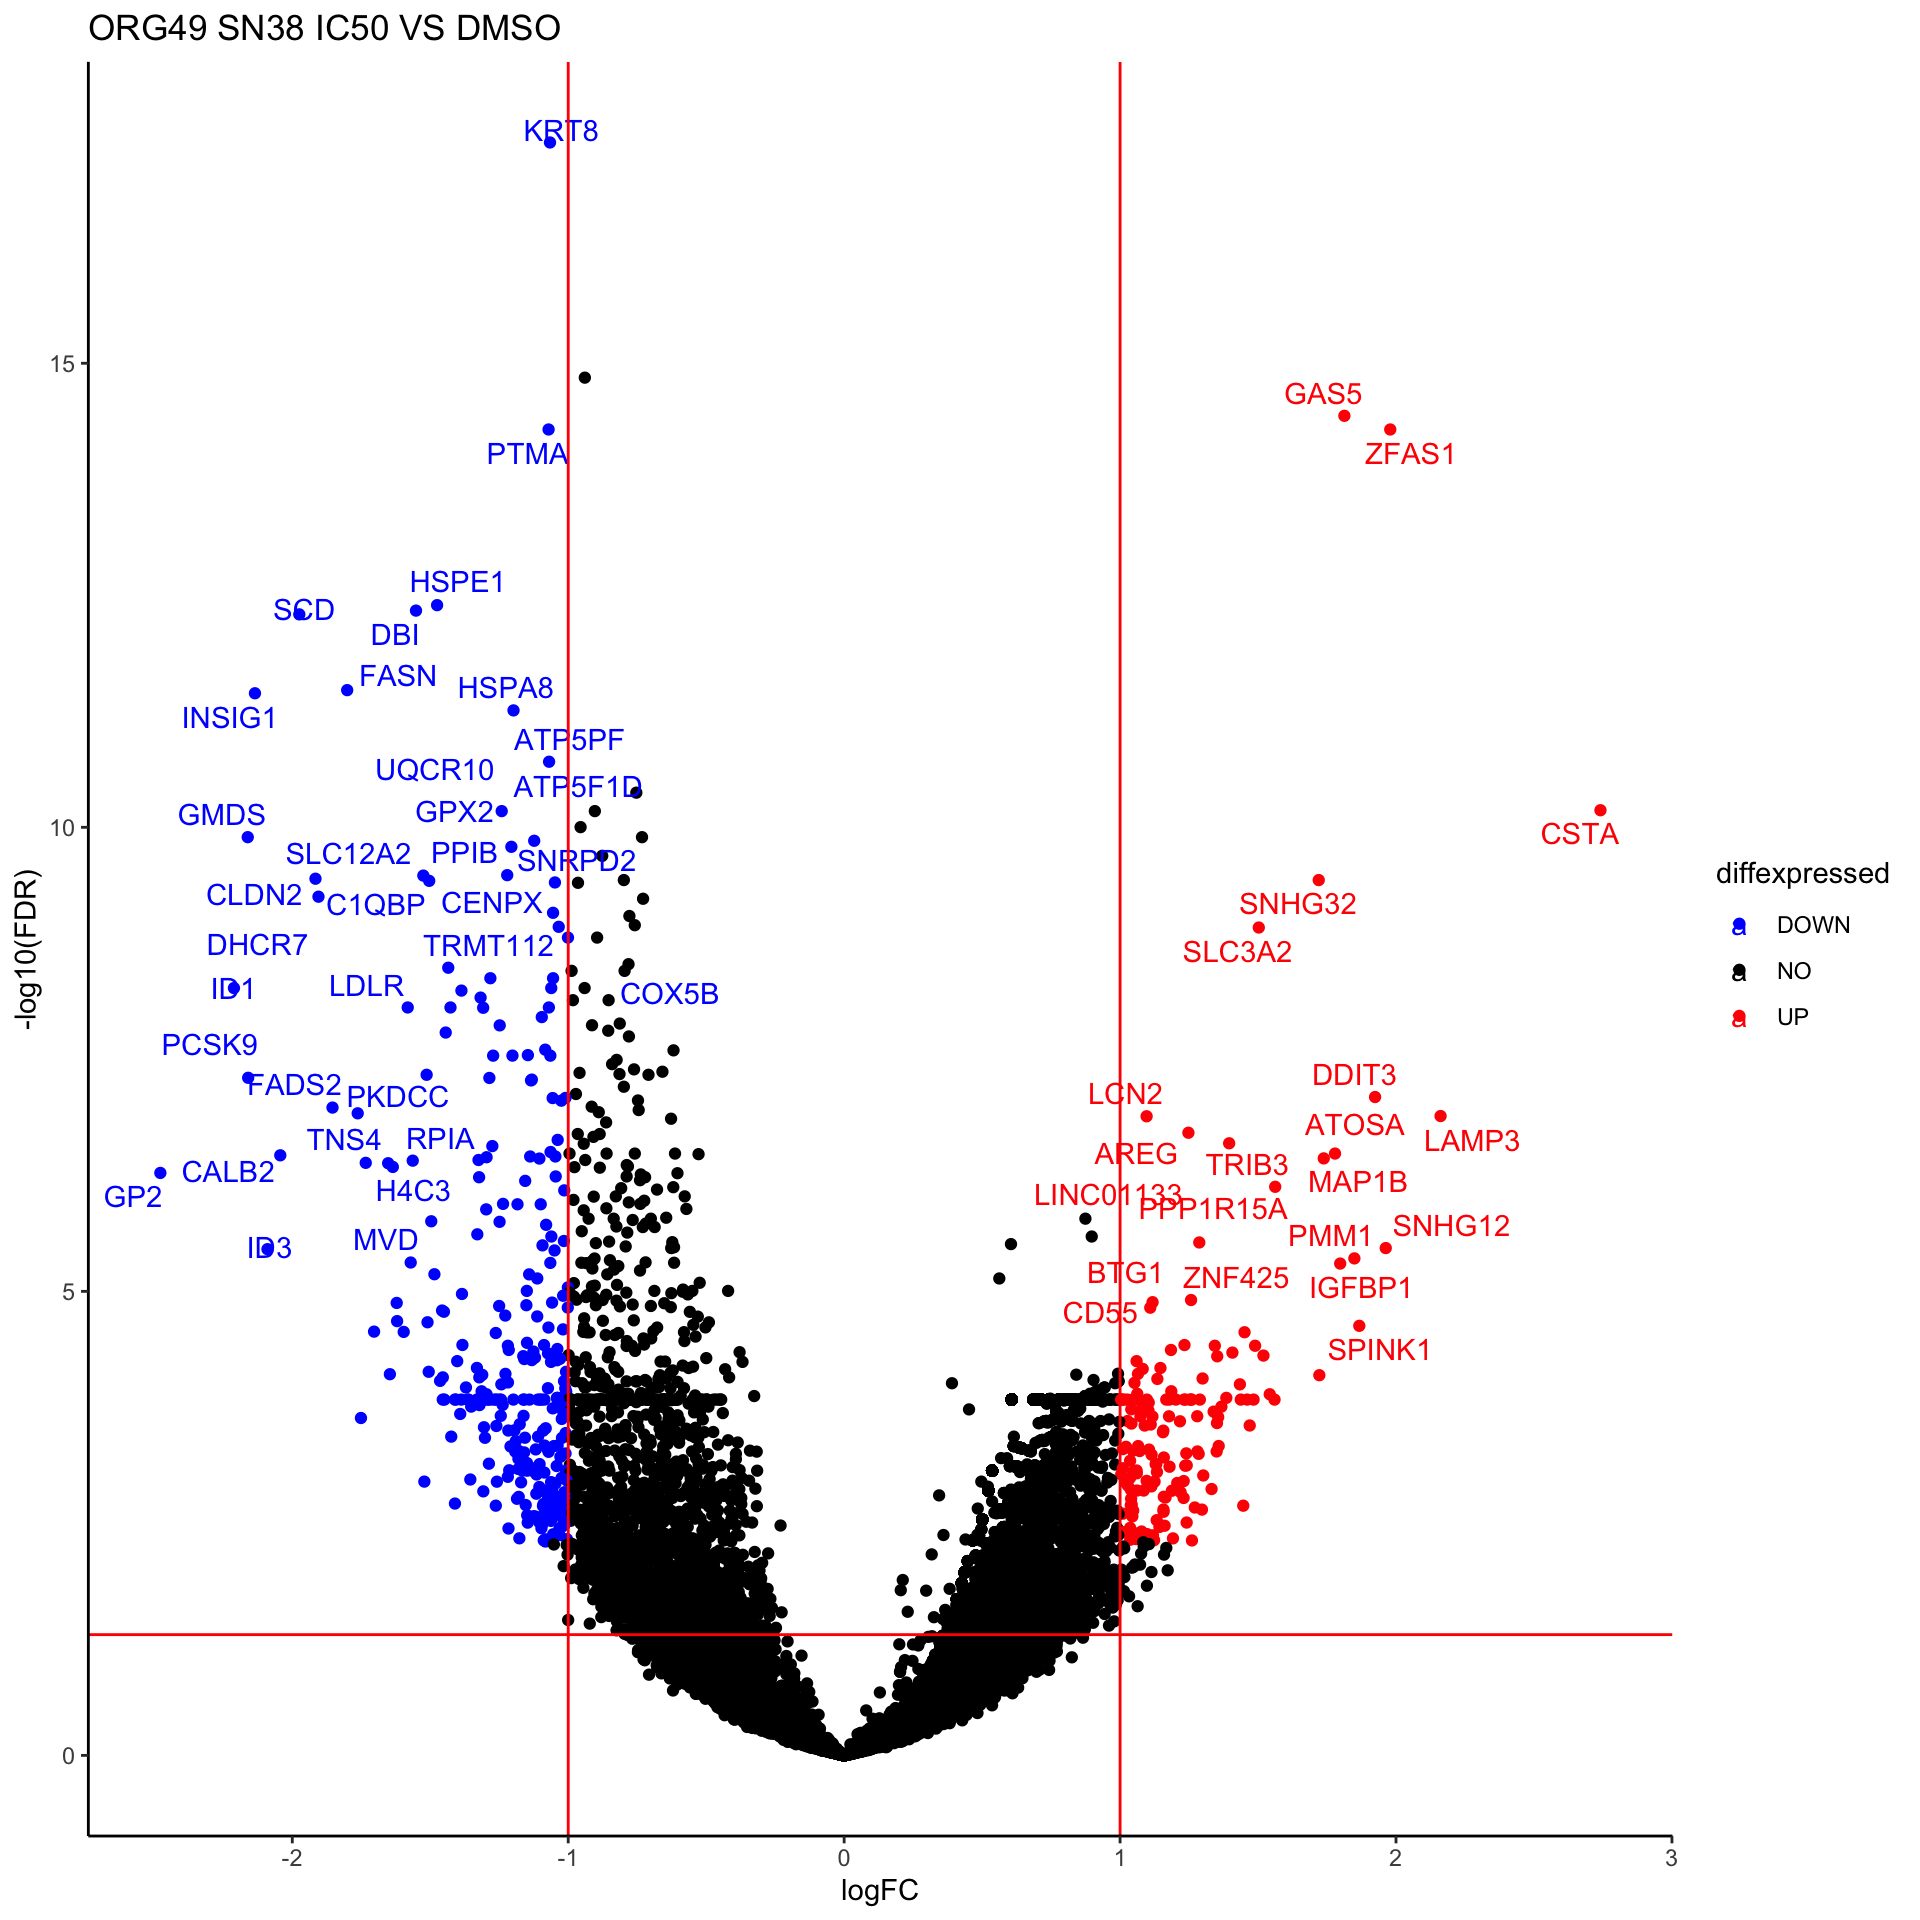 ORG49 SN38 IC50 VS DMSO
KRT8
15
GAS5
PTMA
ZFAS1
HSPE1
SCD
DBI
FASN
HSPA8
INSIG1
ATP5PF
UQCR10
ATP5F1D
GMDS
GPX2
10
CSTA
SLC12A2
PPIB
SNRPD2
CLDN2
C1QBP
CENPX
SNHG32
DHCR7
TRMT112
SLC3A2
ID1
LDLR
COX5B
PCSK9
FADS2
PKDCC
LCN2
DDIT3
TNS4
RPIA
AREG
ATOSA
LAMP3
CALB2
TRIB3
GP2
H4C3
LINC01133
MAP1B
PPP1R15A
ID3
MVD
PMM1
SNHG12
BTG1
ZNF425
IGFBP1
5
CD55
SPINK1
0
-2
-1
0
1
2
3
logFC
-log10(FDR)
diffexpressed
a DOWN
a NO
a UP